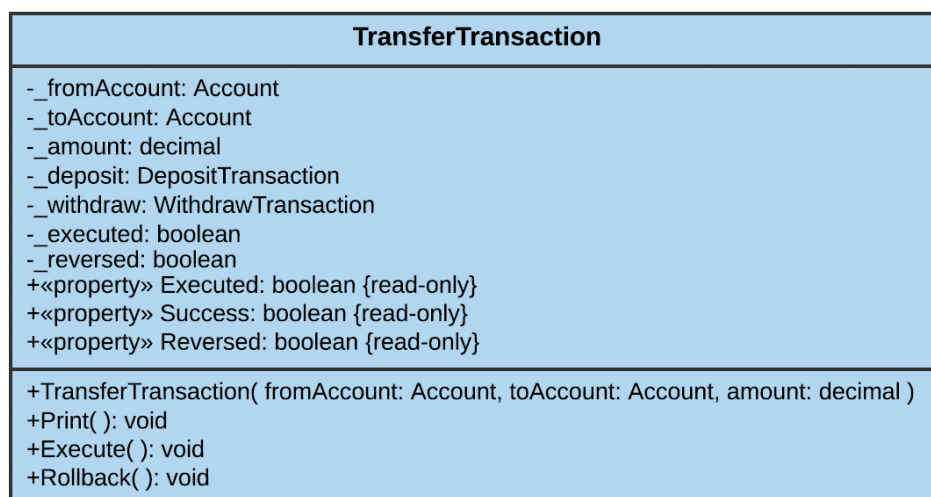 TransferTransaction
-_fromAccount: Account
-_toAccount: Account
-_amount: decimal
-_deposit: DepositTransaction
-_withdraw: WithdrawTransaction
-_executed: boolean
-_reversed: boolean
+«property» Executed: boolean {read-only}
+«property» Success: boolean {read-only}
+«property» Reversed: boolean {read-only}
+TransferTransaction( fromAccount: Account, toAccount: Account, amount: decimal )
+Print( ): void
+Execute( ): void
+Rollback( ): void